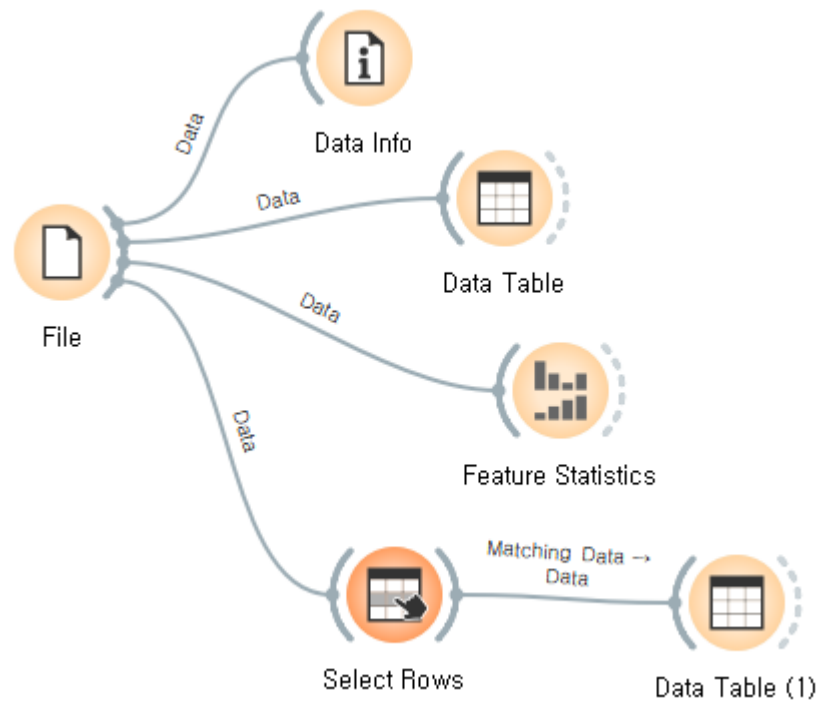 Data
Data Info
Data
Data Table
File
Data
Feature Statistics
Data
Matching Data →
Data
Select Rows
Data Table (1)